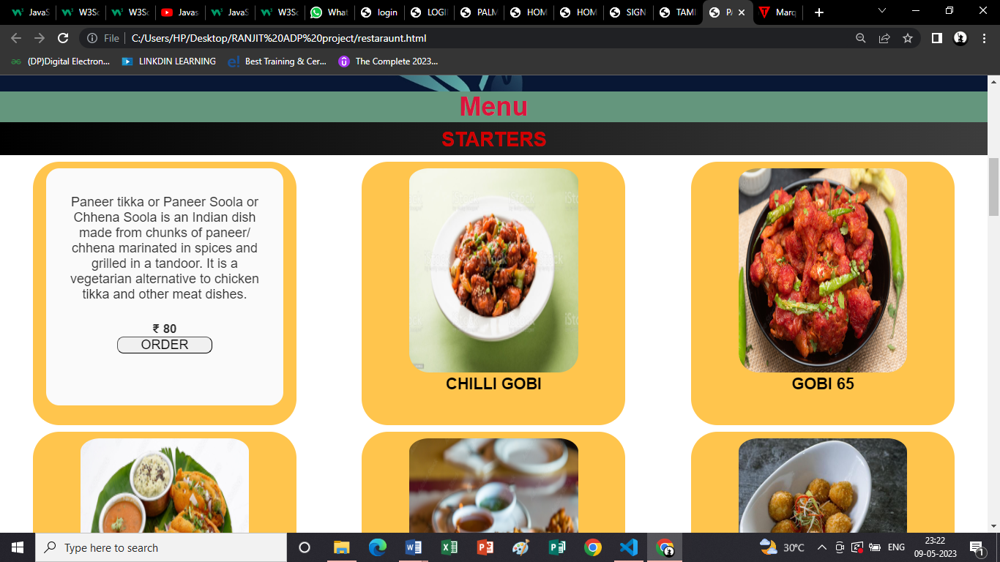 JavaS
W3Sc
W3Sc
Javas
JavaS
W3Sc
What
login
LOGI
PALM
HOM
HOM
SIGN
TAMI
PA
Marq
File
C:/Users/HP/Desktop/RANJIT%20ADP%20project/restaraunt.html
(DP)Digital Electron...
LINKDIN LEARNING
Best Training & Cer...
The Complete 2023...
Menu
STARTERS
Paneer tikka or Paneer Soola or
Chhena Soola is an Indian dish
made from chunks of paneer/
chhena marinated in spices and
grilled in a tandoor. It is a
vegetarian alternative to chicken
tikka and other meat dishes.
₹ 80
ORDER
iStock
CHILLI GOBI
GOBI 65
Type here to search
30°C
ENG
23:22
09-05-2023
1